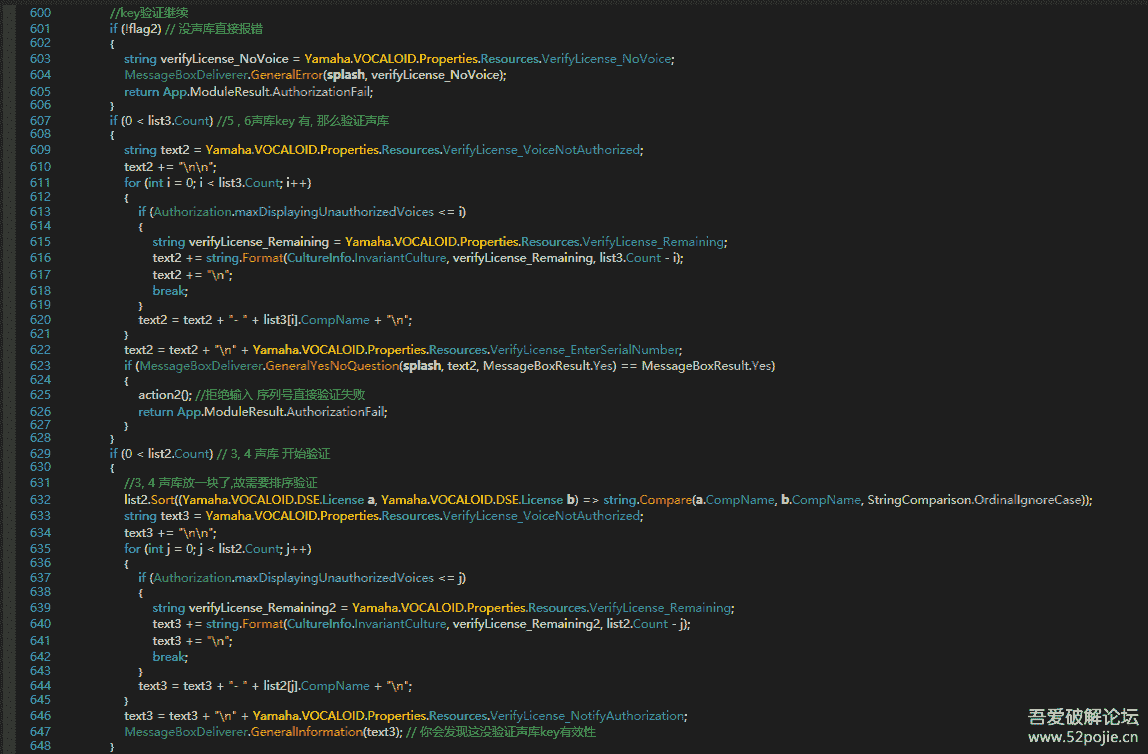 600 //key验证继续
601 if (!flag2) // 没声库直接报错
602 {
603 string verifyLicense_NoVoice = Yamaha.VOCALOID.Properties.Resources.VerifyLicense_NoVoice;
604 MessageBoxDeliverer.GeneralError(splash, verifyLicense_NoVoice);
605 return App.ModuleResult.AuthorizationFail;
606 }
607 if (0 < list3.Count) //5 , 6声库key 有, 那么验证声库
608 {
609 string text2 = Yamaha.VOCALOID.Properties.Resources.VerifyLicense_VoiceNotAuthorized;
610 text2 += "\n\n";
611 for (int i = 0; i < list3.Count; i++)
612 {
613 if (Authorization.maxDisplayingUnauthorizedVoices <= i)
614 {
615 string verifyLicense_Remaining = Yamaha.VOCALOID.Properties.Resources.VerifyLicense_Remaining;
616 text2 += string.Format(CultureInfo.InvariantCulture, verifyLicense_Remaining, list3.Count - i);
617 text2 += "\n";
618 break;
619 }
620 text2 = text2 + "- " + list3[i].CompName + "\n";
621 }
622 text2 = text2 + "\n" + Yamaha.VOCALOID.Properties.Resources.VerifyLicense_EnterSerialNumber;
623 if (MessageBoxDeliverer.GeneralYesNoQuestion(splash, text2, MessageBoxResult.Yes) == MessageBoxResult.Yes)
624 {
625 action2(); //拒绝输入 序列号直接验证失败
626 return App.ModuleResult.AuthorizationFail;
627 }
628 }
629 if (0 < list2.Count) // 3, 4 声库 开始验证
630 {
631 //3, 4 声库放一块了,故需要排序验证
632 list2.Sort((Yamaha.VOCALOID.DSE.License a, Yamaha.VOCALOID.DSE.License b) => string.Compare(a.CompName, b.CompName, StringComparison.OrdinalIgnoreCase));
633 string text3 = Yamaha.VOCALOID.Properties.Resources.VerifyLicense_VoiceNotAuthorized;
634 text3 += "\n\n";
635 for (int j = 0; j < list2.Count; j++)
636 {
637 if (Authorization.maxDisplayingUnauthorizedVoices <= j)
638 {
639 string verifyLicense_Remaining2 = Yamaha.VOCALOID.Properties.Resources.VerifyLicense_Remaining;
640 text3 += string.Format(CultureInfo.InvariantCulture, verifyLicense_Remaining2, list2.Count - j);
641 text3 += "\n";
642 break;
643 }
644 text3 = text3 + "- " + list2[j].CompName + "\n";
645 }
646 text3 = text3 + "\n" + Yamaha.VOCALOID.Properties.Resources.VerifyLicense_NotifyAuthorization;
647 MessageBoxDeliverer.GeneralInformation(text3); // 你会发现这没验证声库key有效性
648 }
吾爱破解论坛
www.52pojie.cn